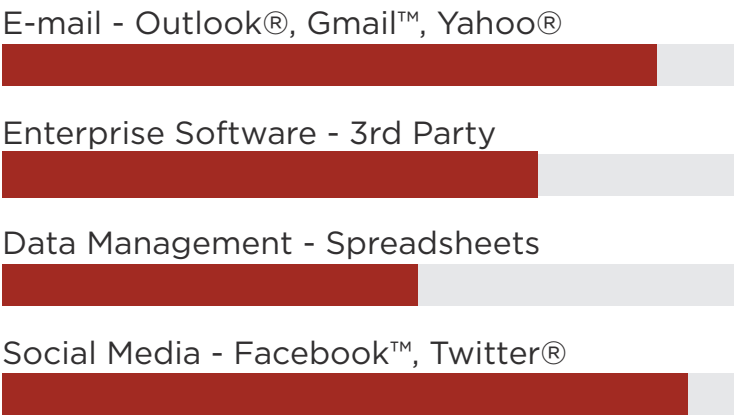 E-mail - Outlook®, Gmail™, Yahoo®
Enterprise Software - 3rd Party
Data Management - Spreadsheets
Social Media - Facebook™, Twitter®